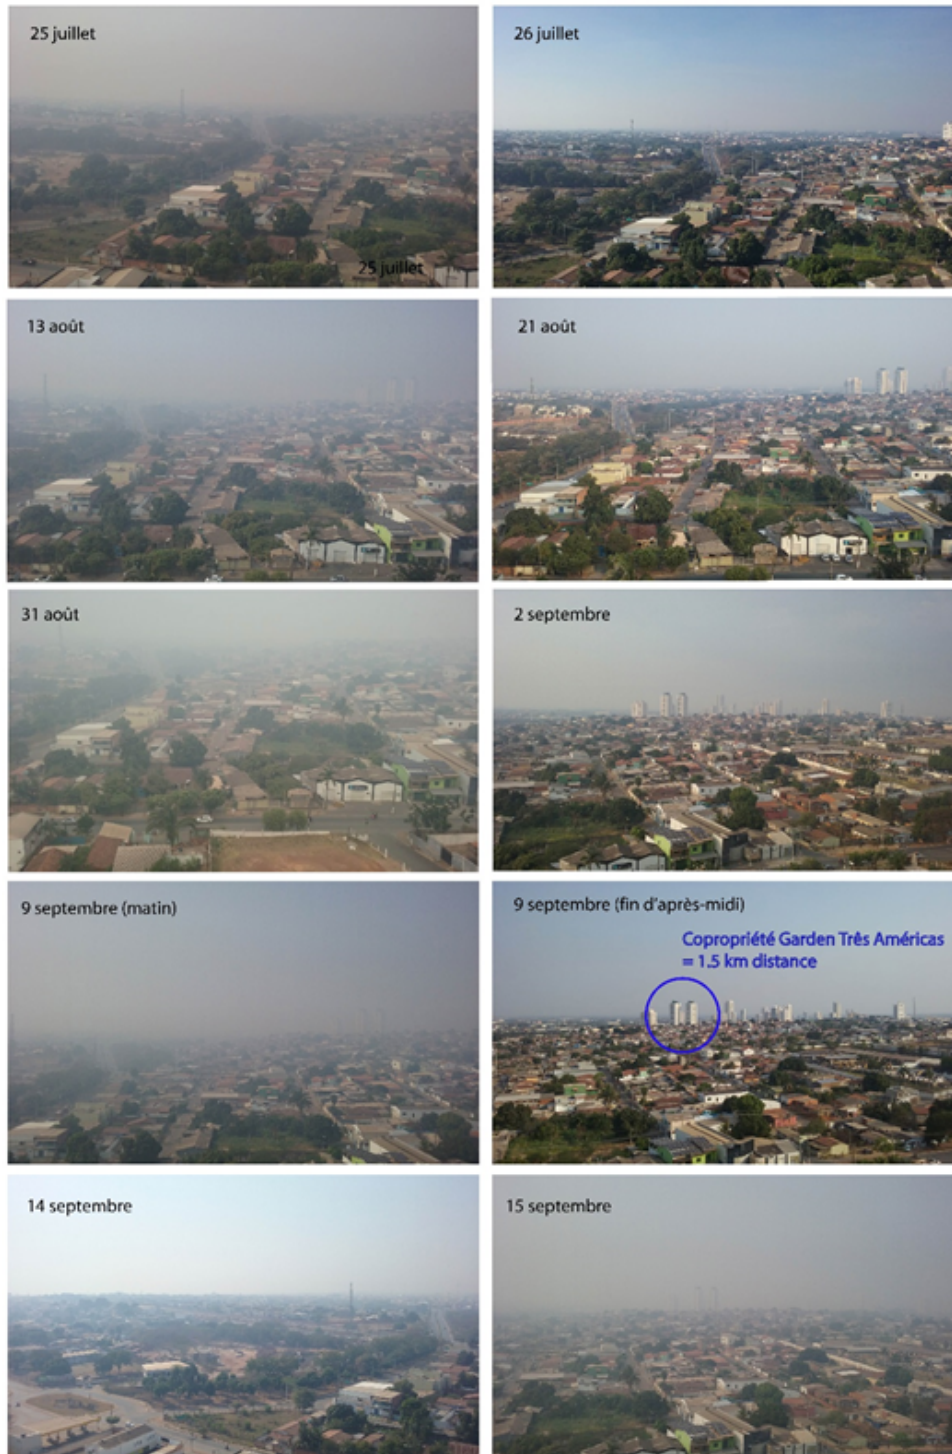 25 juillet
26 juillet
25 juillet
13 août
21 août
31 août
2 septembre
9 septembre (matin)
9 septembre (fin d'après-midi)
Copropriété Garden Três Américas
= 1.5 km distance
14 septembre
15 septembre